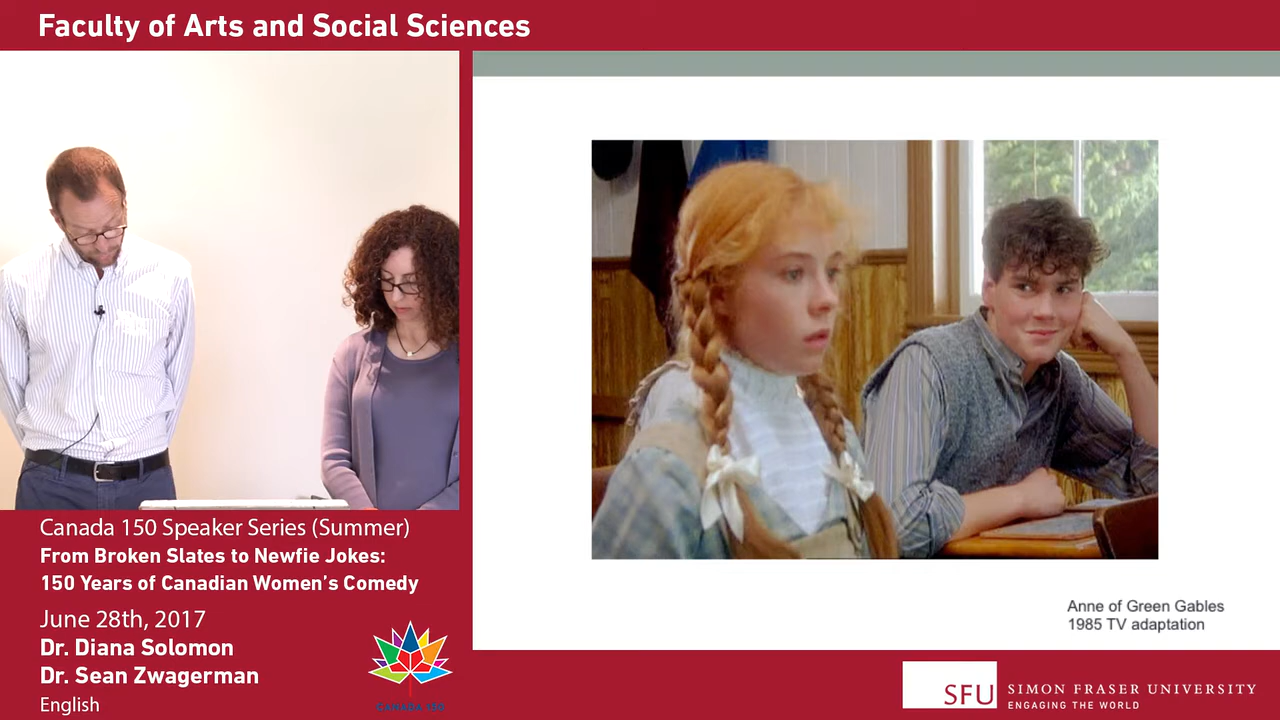 Faculty of Arts and Social Sciences
Canada 150 Speaker Series (Summer)
From Broken Slates to Newfie Jokes:
150 Years of Canadian Women's Comedy
June 28th, 2017
Dr. Diana Solomon
Dr. Sean Zwagerman
English
CANADA 150
Anne of Green Gables
1985 TV adaptation
SFU
SIMON FRASER UNIVERSITY
ENGAGING THE WORLD